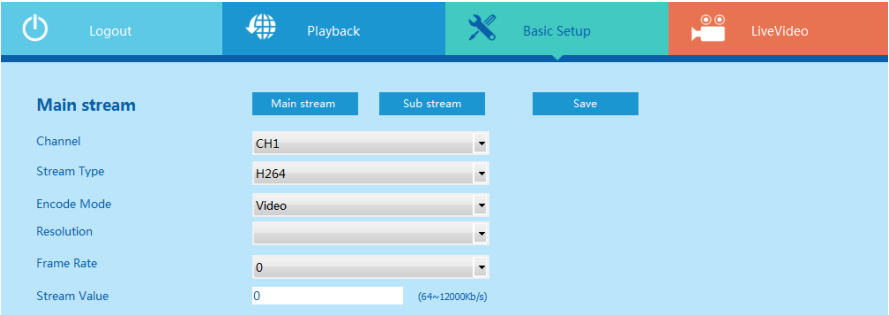 Logout Playback Basic Setup LiveVideo
Main stream Main stream Sub stream Save
Channel CH1
Stream Type H264
Encode Mode Video
Resolution
Frame Rate 0
Stream Value 0 (64~12000Kb/s)